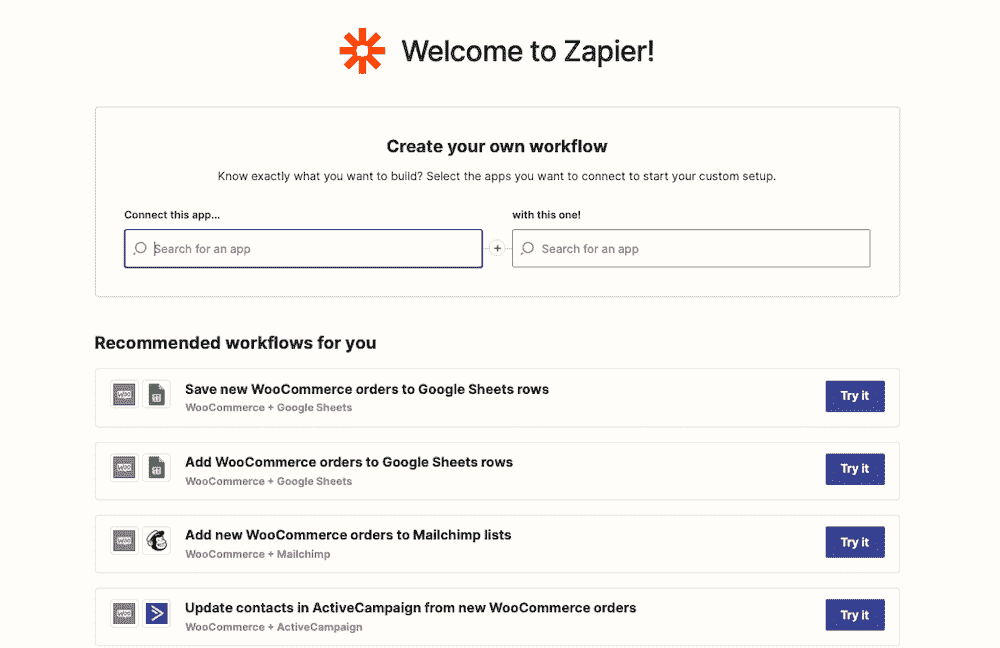 Welcome to Zapier!
Create your own workflow
Know exactly what you want to build? Select the apps you want to connect to start your custom setup.
Connect this app...
with this one!
Search for an app
Search for an app
Recommended workflows for you
Save new WooCommerce orders to Google Sheets rows
WooCommerce + Google Sheets
Try it
Add WooCommerce orders to Google Sheets rows
WooCommerce + Google Sheets
Try it
Add new WooCommerce orders to Mailchimp lists
WooCommerce + Mailchimp
Try it
Update contacts in ActiveCampaign from new WooCommerce orders
WooCommerce + ActiveCampaign
Try it